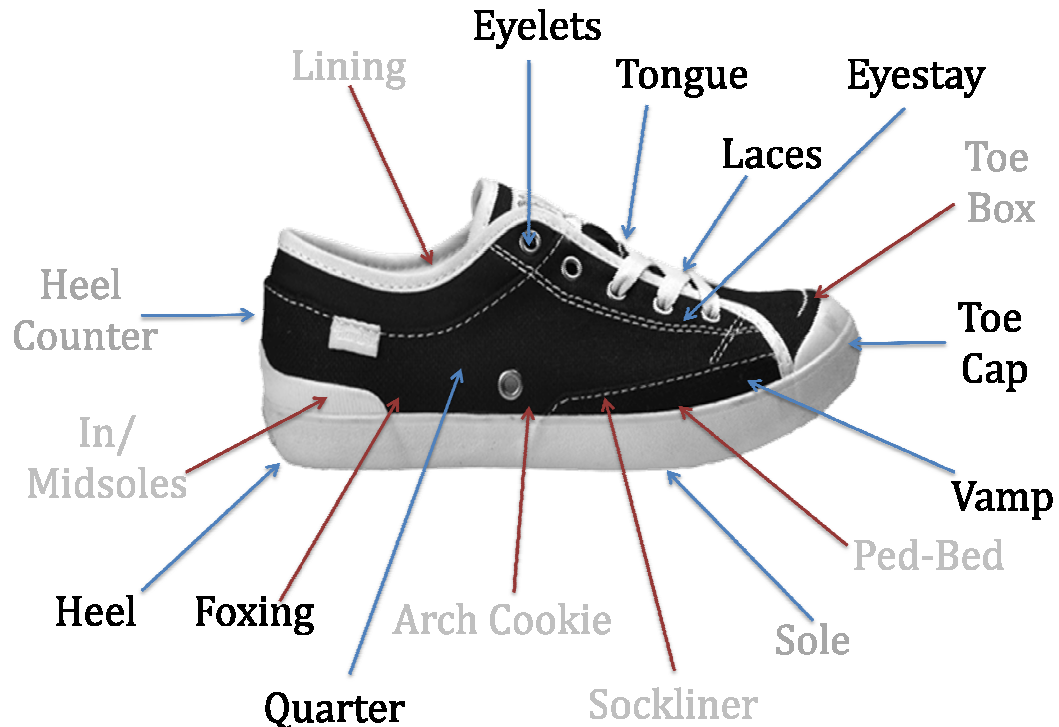 Eyelets
Lining
Tongue
Eyestay
Laces
Toe
Box
Heel
Counter
Toe
Cap
In/
Midsoles
Vamp
Ped-Bed
Heel
Foxing
Arch Cookie
Sole
Quarter
Sockliner